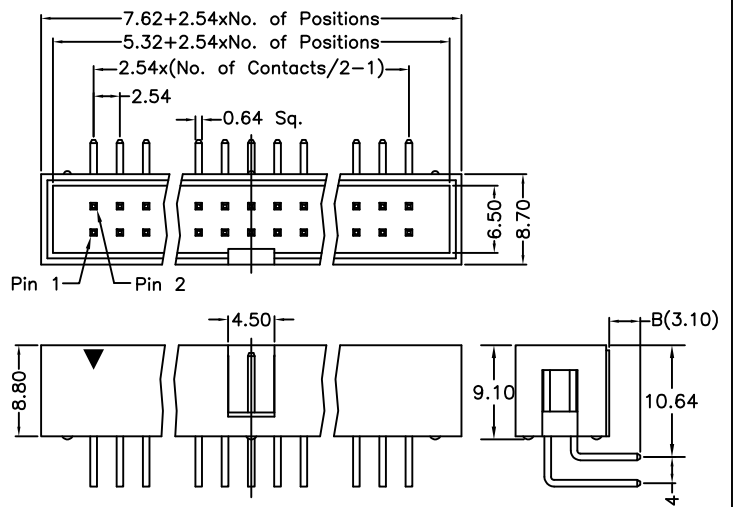 7.62+2.54xNo. of Positions
5.32+2.54xNo. of Positions
2.54x(No. of Contacts/2-1)
2.54
0.64 Sq.
6.50
8.70
Pin 1
Pin 2
4.50
B(3.10)
8.80
9.10
10.64
4